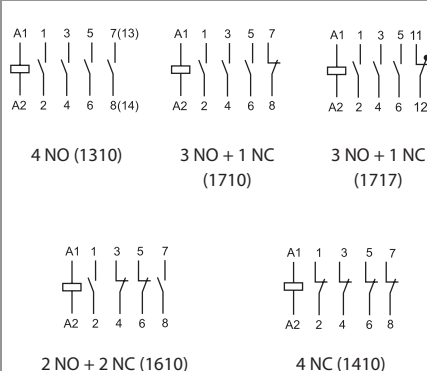 A1 1 3 5 7(13)
A2 2 4 6 8(14)
4 NO (1310)
A1 1 3 5 7
A2 2 4 6 8
3 NO + 1 NC
(1710)
A1 1 3 5 11
A2 2 4 6 12
3 NO + 1 NC
(1717)
A1 1 3 5 7
A2 2 4 6 8
2 NO + 2 NC (1610)
A1 1 3 5 7
A2 2 4 6 8
4 NC (1410)